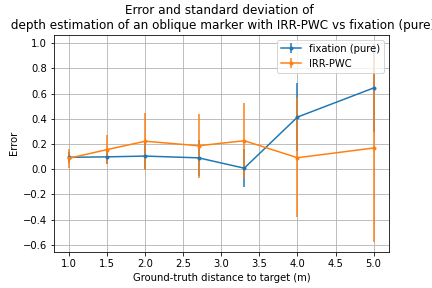 Error and standard deviation of
depth estimation of an oblique marker with IRR-PWC vs fixation (pure)
1.0
0.8
0.6
0.4
0.2
0.0
−0.2
−0.4
−0.6
Error
fixation (pure)
IRR-PWC
1.0 1.5 2.0 2.5 3.0 3.5 4.0 4.5 5.0
Ground-truth distance to target (m)